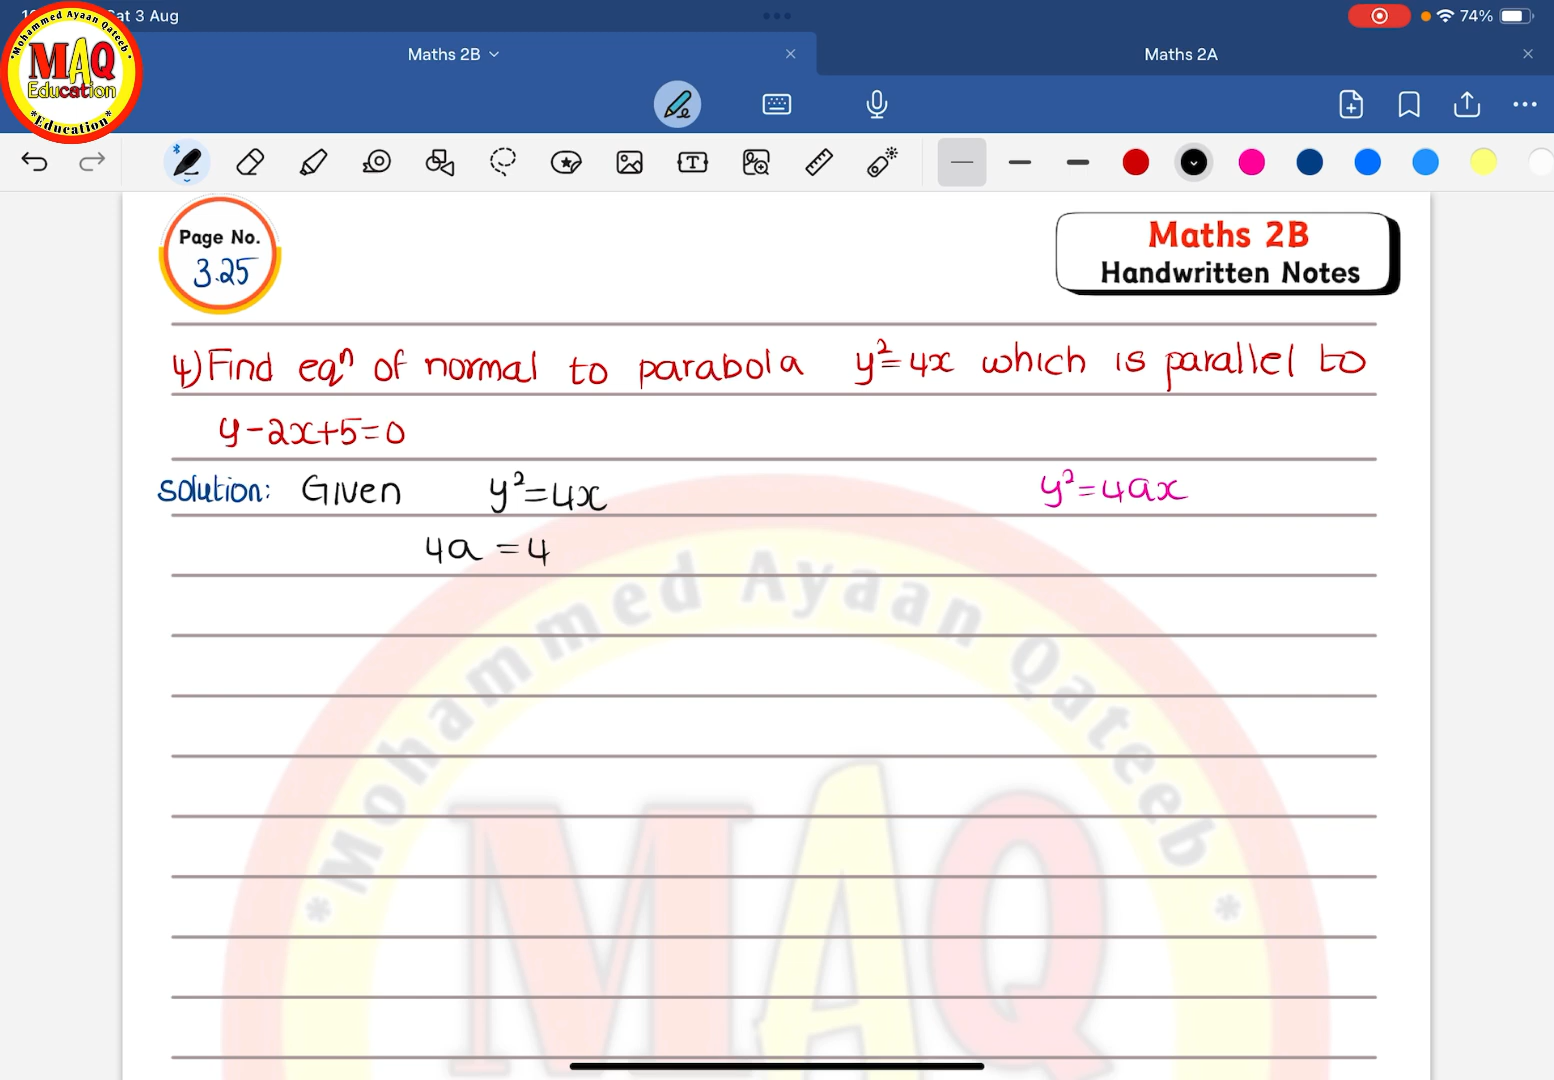 Sat 3 Aug
74%
Mohammed Ayaan Qateeb
MAQ
Education
*Education*
Maths 2B
Maths 2A
Page No.
3.25
Maths 2B
Handwritten Notes
4) Find eqⁿ of normal to parabola y²=4x which is parallel to
y-2x+5=0
Solution: Given y²=4x y²=4ax
4a =4
* Mohammed Ayaan Qateeb *
MAQ